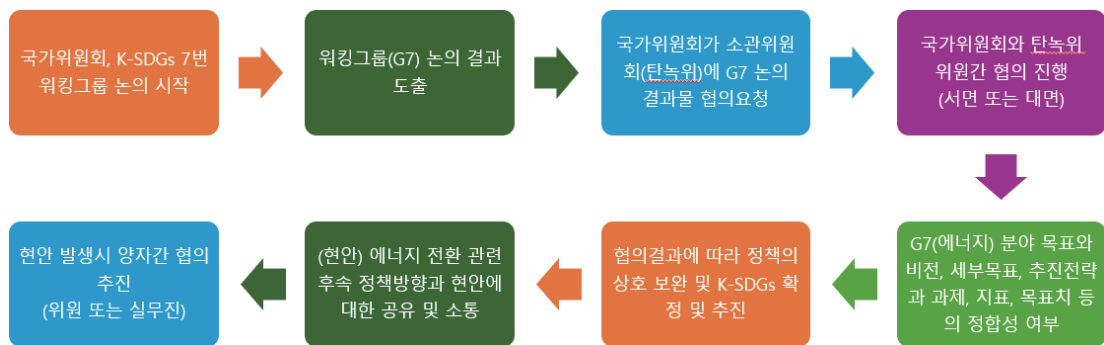 국가위원회, K-SDGs 7번
워킹그룹 논의 시작
워킹그룹(G7) 논의 결과
도출
국가위원회가 소관위원
회(탄녹위)에 G7 논의
결과물 협의요청
국가위원회와 탄녹위
위원간 협의 진행
(서면 또는 대면)
G7(에너지) 분야 목표와
비전, 세부목표, 추진전략
과 과제, 지표, 목표치 등
의 정합성 여부
협의결과에 따라 정책의
상호 보완 및 K-SDGs 확
정 및 추진
(현안) 에너지 전환 관련
후속 정책방향과 현안에
대한 공유 및 소통
현안 발생시 양자간 협의
추진
(위원 또는 실무진)